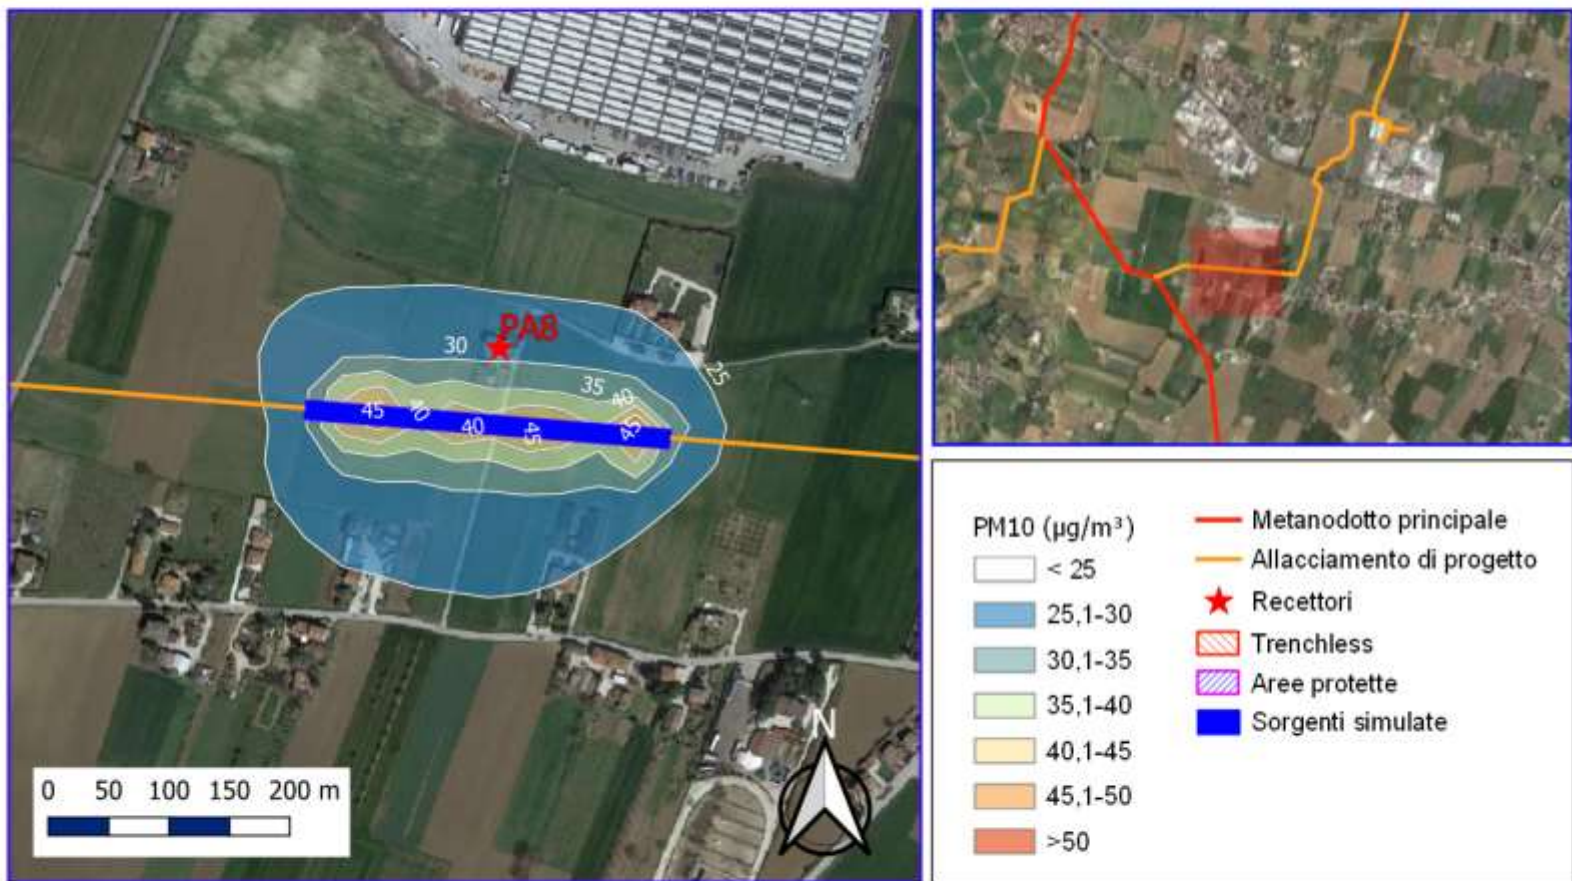 PA8
30
25
35
40
45
40
40
45
45
N
0 50 100 150 200 m
PM10 (µg/m³)
< 25
25,1-30
30,1-35
35,1-40
40,1-45
45,1-50
>50
Metanodotto principale
Allacciamento di progetto
Recettori
Trenchless
Aree protette
Sorgenti simulate